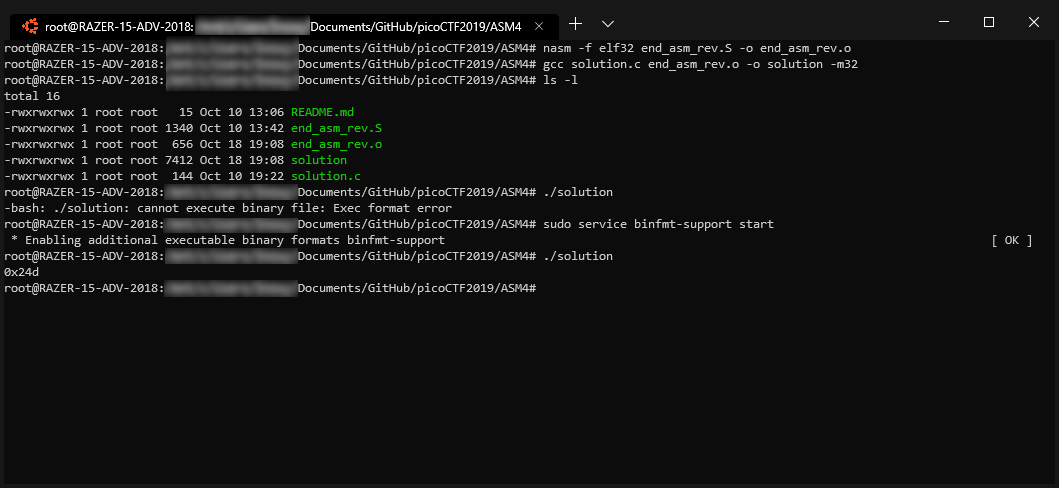 root@RAZER-15-ADV-2018: Documents/GitHub/picoCTF2019/ASM4
root@RAZER-15-ADV-2018: Documents/GitHub/picoCTF2019/ASM4# nasm -f elf32 end_asm_rev.S -o end_asm_rev.o
root@RAZER-15-ADV-2018: Documents/GitHub/picoCTF2019/ASM4# gcc solution.c end_asm_rev.o -o solution -m32
root@RAZER-15-ADV-2018: Documents/GitHub/picoCTF2019/ASM4# ls -l
total 16
-rwxrwxrwx 1 root root   15 Oct 10 13:06 README.md
-rwxrwxrwx 1 root root 1340 Oct 10 13:42 end_asm_rev.S
-rwxrwxrwx 1 root root  656 Oct 18 19:08 end_asm_rev.o
-rwxrwxrwx 1 root root 7412 Oct 18 19:08 solution
-rwxrwxrwx 1 root root  144 Oct 10 19:22 solution.c
root@RAZER-15-ADV-2018: Documents/GitHub/picoCTF2019/ASM4# ./solution
-bash: ./solution: cannot execute binary file: Exec format error
root@RAZER-15-ADV-2018: Documents/GitHub/picoCTF2019/ASM4# sudo service binfmt-support start
 * Enabling additional executable binary formats binfmt-support [ OK ]
root@RAZER-15-ADV-2018: Documents/GitHub/picoCTF2019/ASM4# ./solution
0x24d
root@RAZER-15-ADV-2018: Documents/GitHub/picoCTF2019/ASM4#